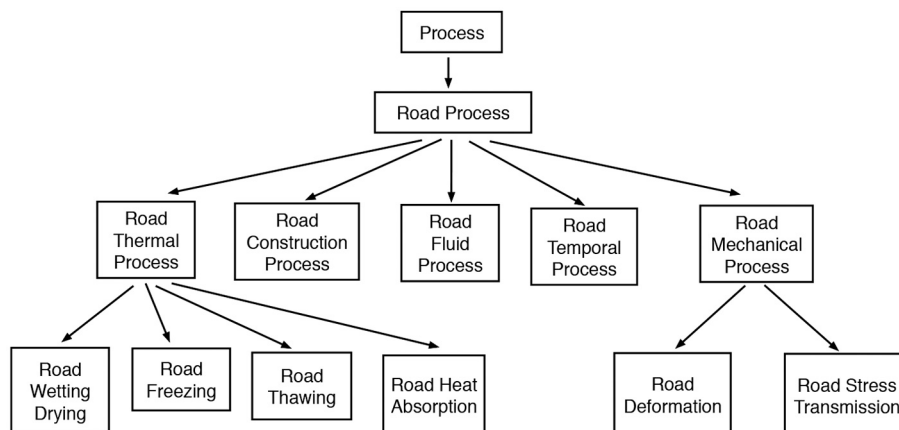 Process
Road Process
Road
Thermal
Process
Road
Construction
Process
Road
Fluid
Process
Road
Temporal
Process
Road
Mechanical
Process
Road
Wetting
Drying
Road
Freezing
Road
Thawing
Road Heat
Absorption
Road
Deformation
Road Stress
Transmission